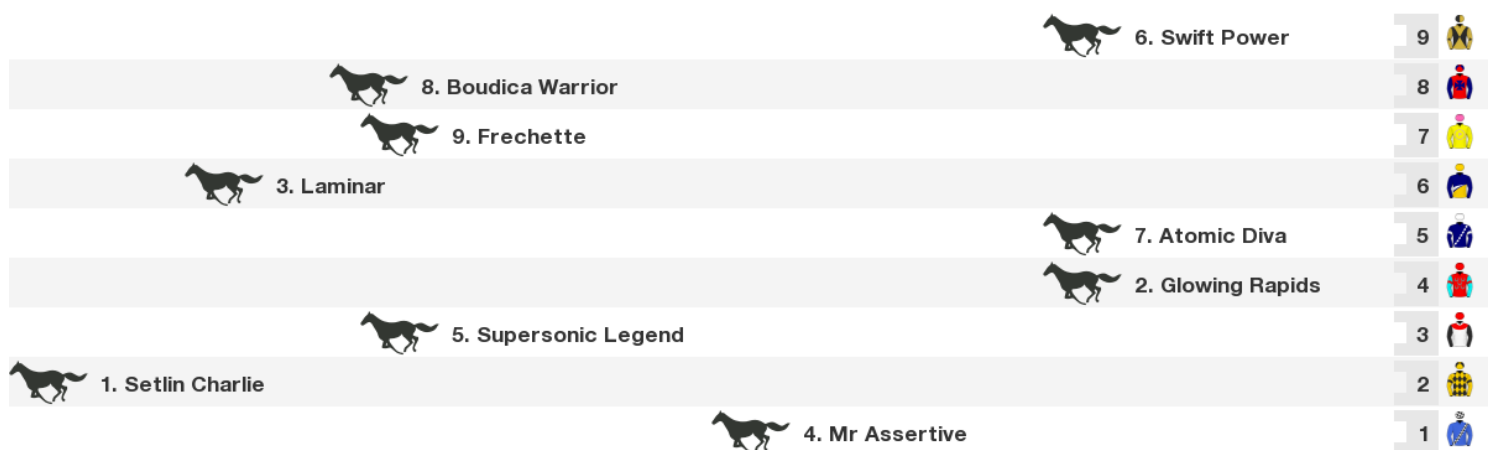 6. Swift Power 9
8. Boudica Warrior 8
9. Frechette 7
3. Laminar 6
7. Atomic Diva 5
2. Glowing Rapids 4
5. Supersonic Legend 3
1. Setlin Charlie 2
4. Mr Assertive 1